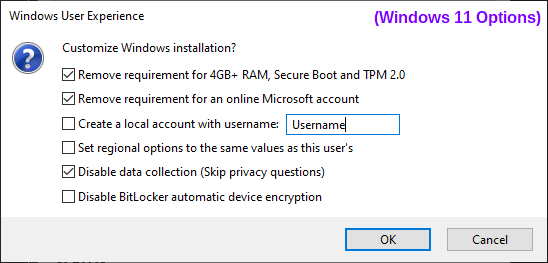 Windows User Experience
(Windows 11 Options)
Customize Windows installation?
Remove requirement for 4GB+ RAM, Secure Boot and TPM 2.0
Remove requirement for an online Microsoft account
Create a local account with username: Username
Set regional options to the same values as this user's
Disable data collection (Skip privacy questions)
Disable BitLocker automatic device encryption
OK Cancel